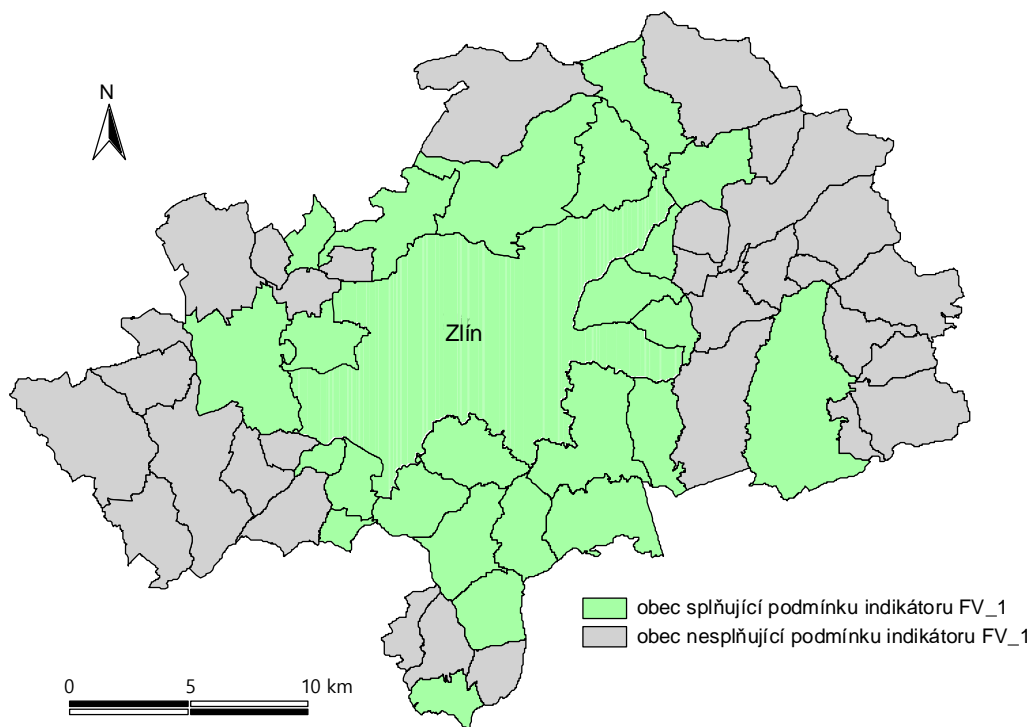 N
Zlín
obec splňující podmínku indikátoru FV_1
obec nesplňující podmínku indikátoru FV_1
0 5 10 km